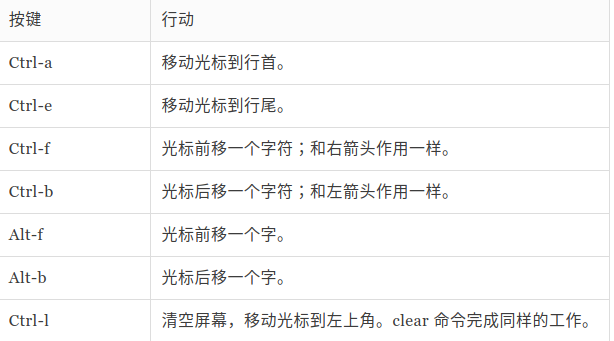 按键 行动
Ctrl-a 移动光标到行首。
Ctrl-e 移动光标到行尾。
Ctrl-f 光标前移一个字符；和右箭头作用一样。
Ctrl-b 光标后移一个字符；和左箭头作用一样。
Alt-f 光标前移一个字。
Alt-b 光标后移一个字。
Ctrl-l 清空屏幕，移动光标到左上角。clear 命令完成同样的工作。